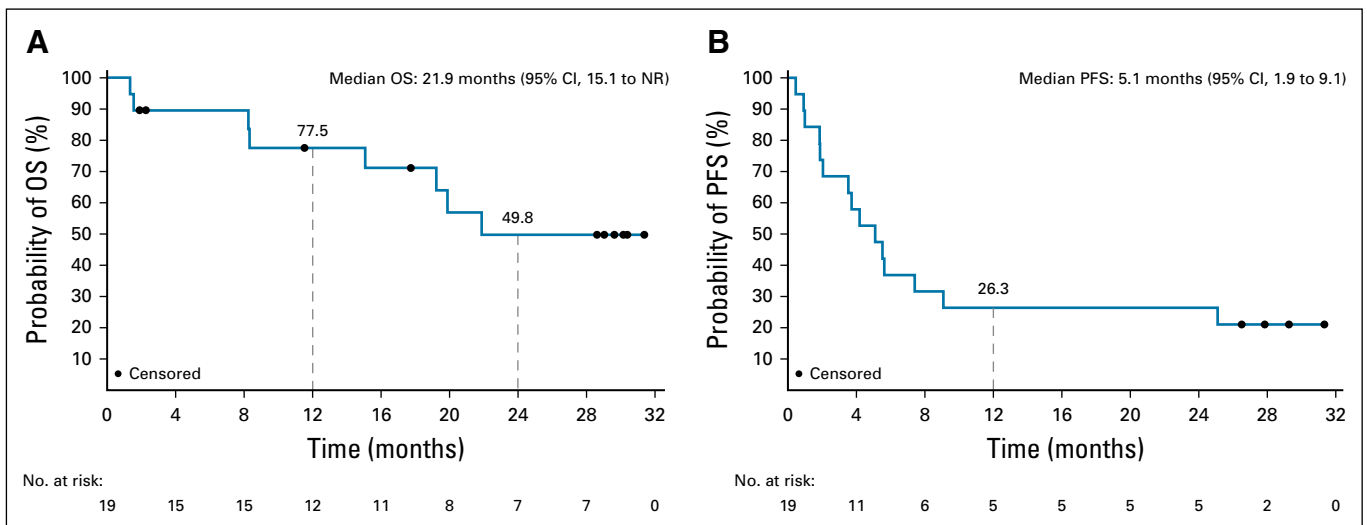 A
Median OS: 21.9 months (95% CI, 15.1 to NR)
Probability of OS (%)
100
90
80
70
60
50
40
30
20
10
77.5
49.8
Censored
0 4 8 12 16 20 24 28 32
Time (months)
No. at risk:
19 15 15 12 11 8 7 7 0
B
Median PFS: 5.1 months (95% CI, 1.9 to 9.1)
Probability of PFS (%)
100
90
80
70
60
50
40
30
20
10
26.3
Censored
0 4 8 12 16 20 24 28 32
Time (months)
No. at risk:
19 11 6 5 5 5 5 2 0